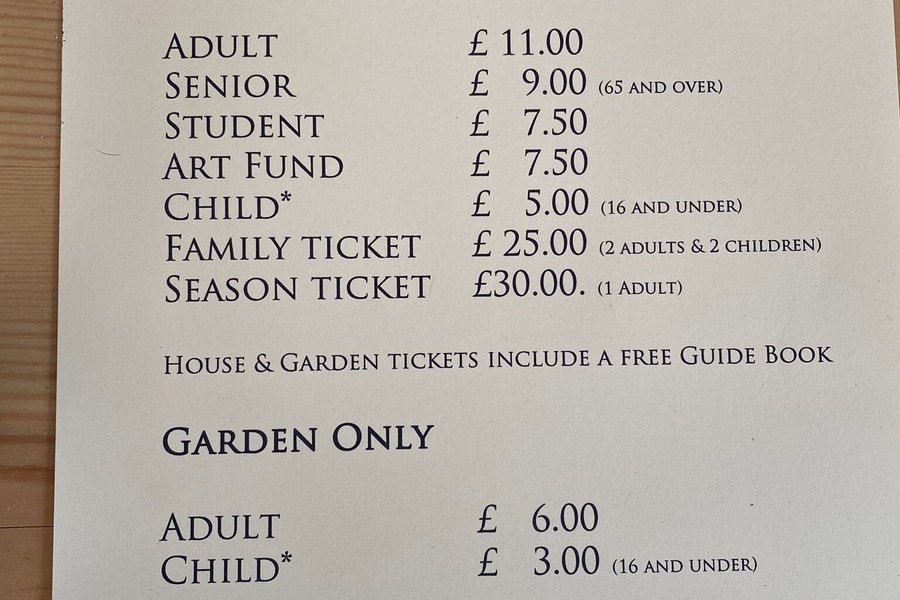 ADULT £ 11.00
SENIOR £ 9.00 (65 AND OVER)
STUDENT £ 7.50
ART FUND £ 7.50
CHILD* £ 5.00 (16 AND UNDER)
FAMILY TICKET £ 25.00 (2 ADULTS & 2 CHILDREN)
SEASON TICKET £30.00. (1 ADULT)
HOUSE & GARDEN TICKETS INCLUDE A FREE GUIDE BOOK
GARDEN ONLY
ADULT £ 6.00
CHILD* £ 3.00 (16 AND UNDER)